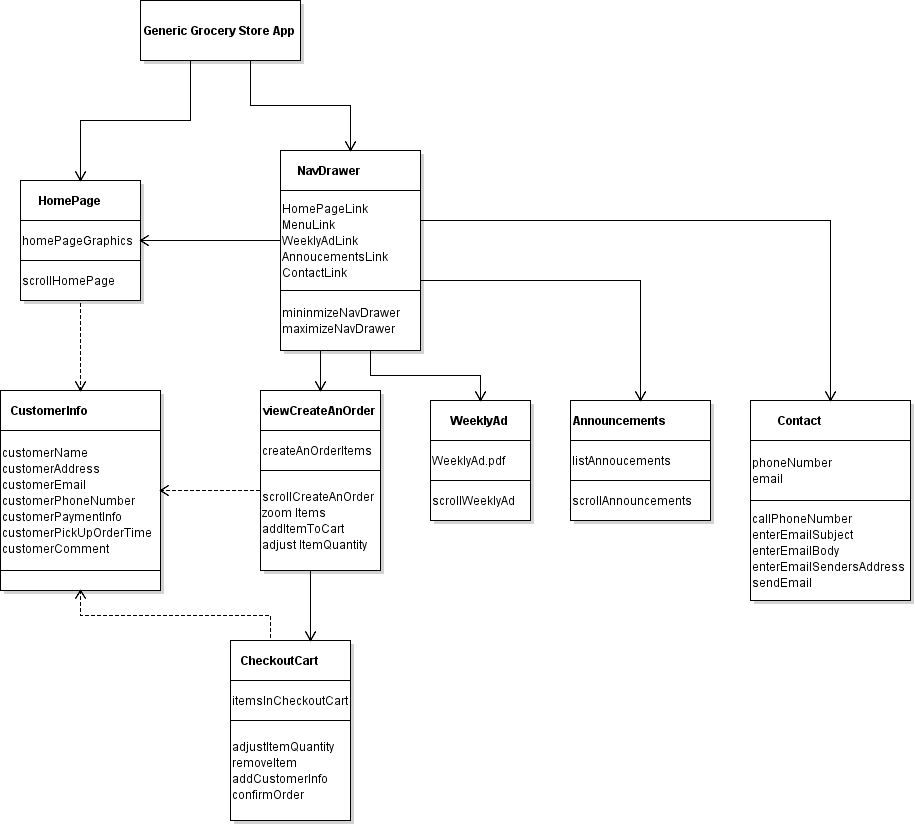 Generic Grocery Store App
NavDrawer
HomePageLink
MenuLink
WeeklyAdLink
AnnoucementsLink
ContactLink
mininmizeNavDrawer
maximizeNavDrawer
HomePage
homePageGraphics
scrollHomePage
CustomerInfo
customerName
customerAddress
customerEmail
customerPhoneNumber
customerPaymentInfo
customerPickUpOrderTime
customerComment
viewCreateAnOrder
createAnOrderItems
scrollCreateAnOrder
zoom Items
addItemToCart
adjust ItemQuantity
WeeklyAd
WeeklyAd.pdf
scrollWeeklyAd
Announcements
listAnnoucements
scrollAnnouncements
Contact
phoneNumber
email
callPhoneNumber
enterEmailSubject
enterEmailBody
enterEmailSendersAddress
sendEmail
CheckoutCart
itemsInCheckoutCart
adjustItemQuantity
removeItem
addCustomerInfo
confirmOrder